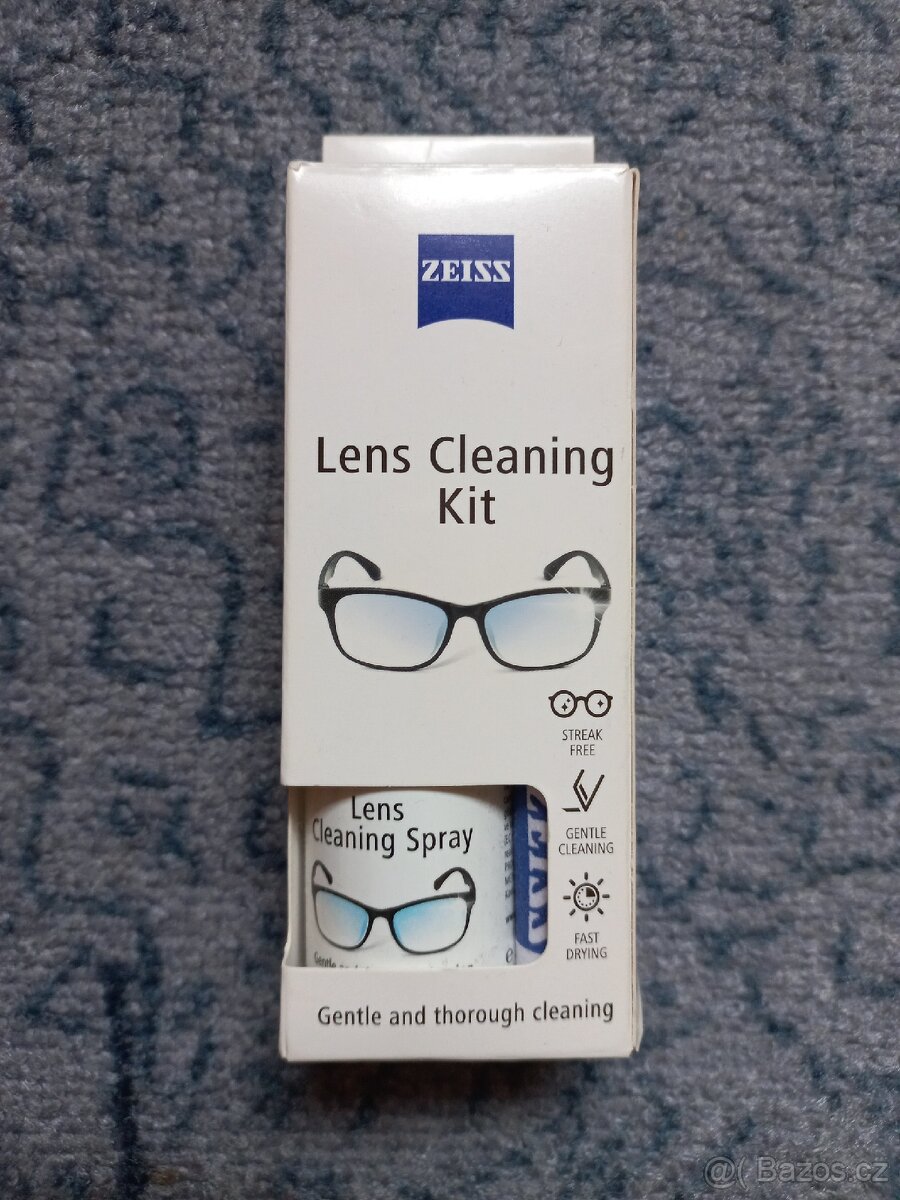 ZEISS
Lens Cleaning
Kit
STREAK
FREE
GENTLE
CLEANING
FAST
DRYING
Lens
Cleaning Spray
ZEISS
Gentle and thorough cleaning
@( Bazos.cz